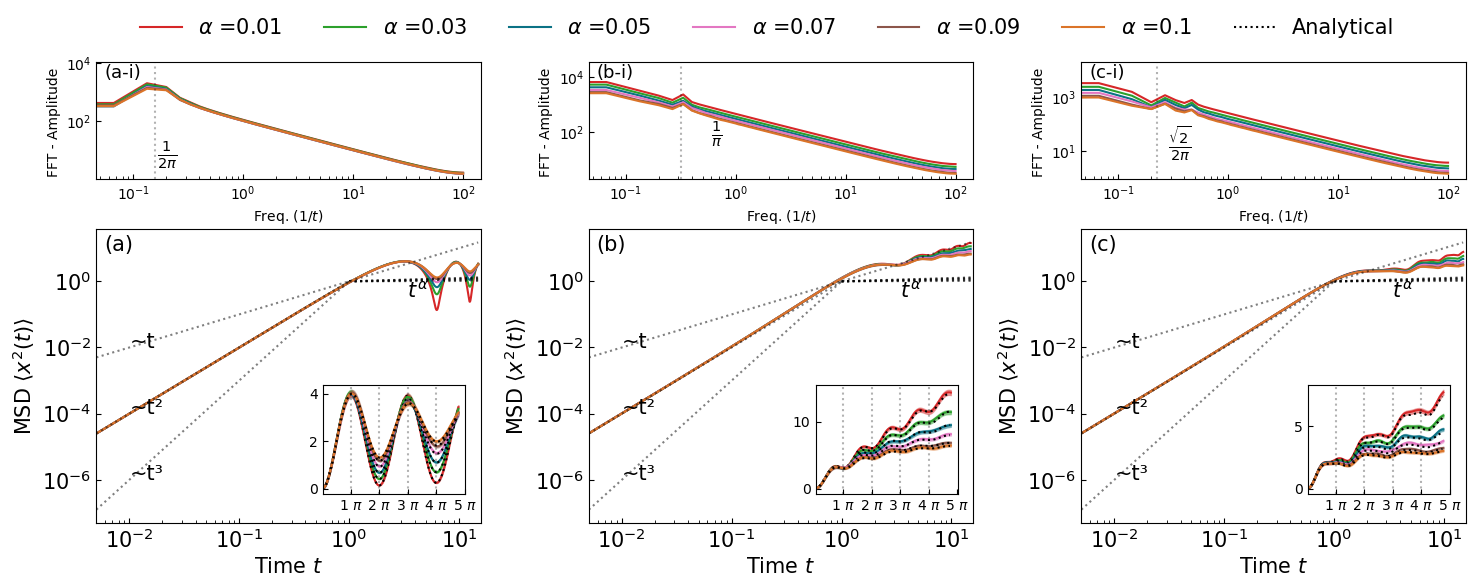 α =0.01 α =0.03 α =0.05 α =0.07 α =0.09 α =0.1 Analytical
(a-i) (b-i) (c-i)
FFT - Amplitude FFT - Amplitude FFT - Amplitude
10⁴ 10² 10⁴ 10² 10³ 10¹
1/2π 1/π √2/2π
10⁻¹ 10⁰ 10¹ 10² 10⁻¹ 10⁰ 10¹ 10² 10⁻¹ 10⁰ 10¹ 10²
Freq. (1/t) Freq. (1/t) Freq. (1/t)
(a)
MSD ⟨x²(t)⟩
10⁰
10⁻²
10⁻⁴
10⁻⁶
~t
~t²
~t³
t^α
4
2
0
1 π 2 π 3 π 4 π 5 π
10⁻² 10⁻¹ 10⁰ 10¹
Time t
(b)
MSD ⟨x²(t)⟩
10⁰
10⁻²
10⁻⁴
10⁻⁶
~t
~t²
~t³
t^α
10
0
1 π 2 π 3 π 4 π 5 π
10⁻² 10⁻¹ 10⁰ 10¹
Time t
(c)
MSD ⟨x²(t)⟩
10⁰
10⁻²
10⁻⁴
10⁻⁶
~t
~t²
~t³
t^α
5
0
1 π 2 π 3 π 4 π 5 π
10⁻² 10⁻¹ 10⁰ 10¹
Time t